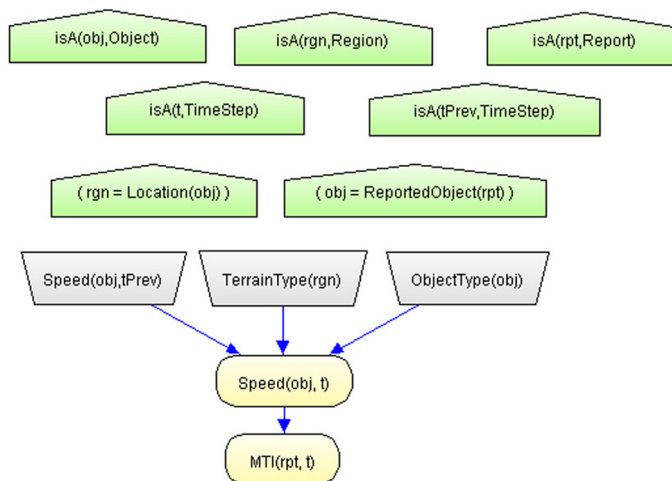 isA(obj,Object)
isA(rgn,Region)
isA(rpt,Report)
isA(t,TimeStep)
isA(tPrev,TimeStep)
( rgn = Location(obj) )
( obj = ReportedObject(rpt) )
Speed(obj,tPrev)
TerrainType(rgn)
ObjectType(obj)
Speed(obj, t)
MTI(rpt, t)